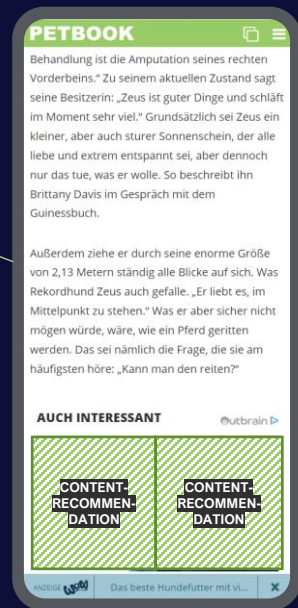 PETBOOK
Behandlung ist die Amputation seines rechten
Vorderbeins.“ Zu seinem aktuellen Zustand sagt
seine Besitzerin: „Zeus ist guter Dinge und schläft
im Moment sehr viel.“ Grundsätzlich sei Zeus ein
kleiner, aber auch sturer Sonnenschein, der alle
liebe und extrem entspannt sei, aber dennoch
nur das tue, was er wolle. So beschreibt ihn
Brittany Davis im Gespräch mit dem
Guinessbuch.
Außerdem ziehe er durch seine enorme Größe
von 2,13 Metern ständig alle Blicke auf sich. Was
Rekordhund Zeus auch gefalle. „Er liebt es, im
Mittelpunkt zu stehen.“ Was er aber sicher nicht
mögen würde, wäre, wie ein Pferd geritten
werden. Das sei nämlich die Frage, die sie am
häufigsten höre: „Kann man den reiten?“
AUCH INTERESSANT
Outbrain
CONTENT-
RECOMMEN-
DATION
CONTENT-
RECOMMEN-
DATION
ANZEIGE WOW Das beste Hundefutter mit vi... X